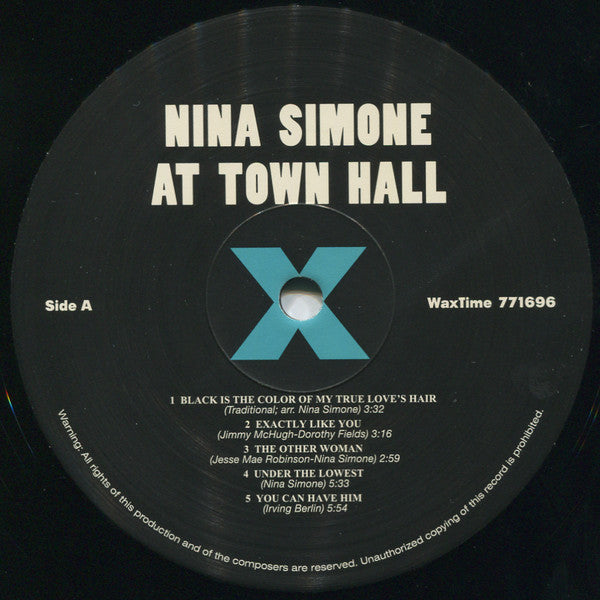 NINA SIMONE
AT TOWN HALL
X
Side A
WaxTime 771696
1 BLACK IS THE COLOR OF MY TRUE LOVE'S HAIR
(Traditional; arr. Nina Simone) 3:32
2 EXACTLY LIKE YOU
(Jimmy McHugh-Dorothy Fields) 3:16
3 THE OTHER WOMAN
(Jesse Mae Robinson-Nina Simone) 2:59
4 UNDER THE LOWEST
(Nina Simone) 5:33
5 YOU CAN HAVE HIM
(Irving Berlin) 5:54
Warning: All rights of this production and of the composers are reserved. Unauthorized copying of this record is prohibited.